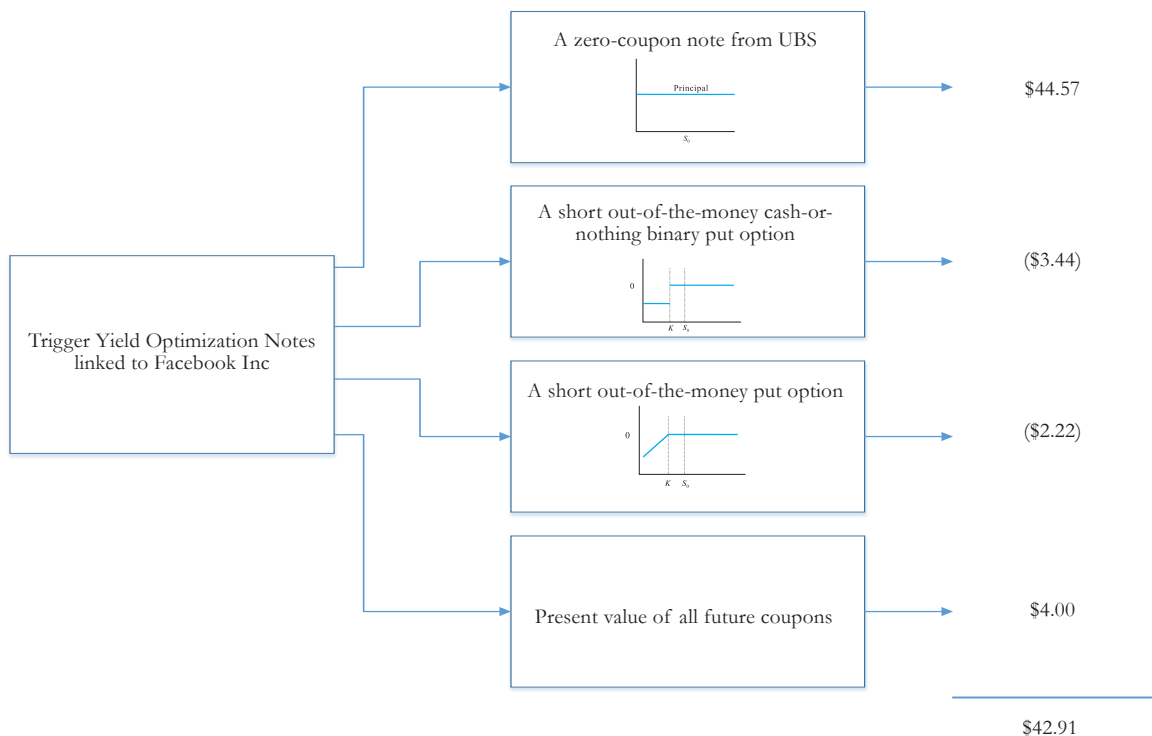 A zero-coupon note from UBS
Principal
S0
$44.57
A short out-of-the-money cash-or-
nothing binary put option
0
K S0
($3.44)
Trigger Yield Optimization Notes
linked to Facebook Inc
A short out-of-the-money put option
0
K S0
($2.22)
Present value of all future coupons
$4.00
$42.91